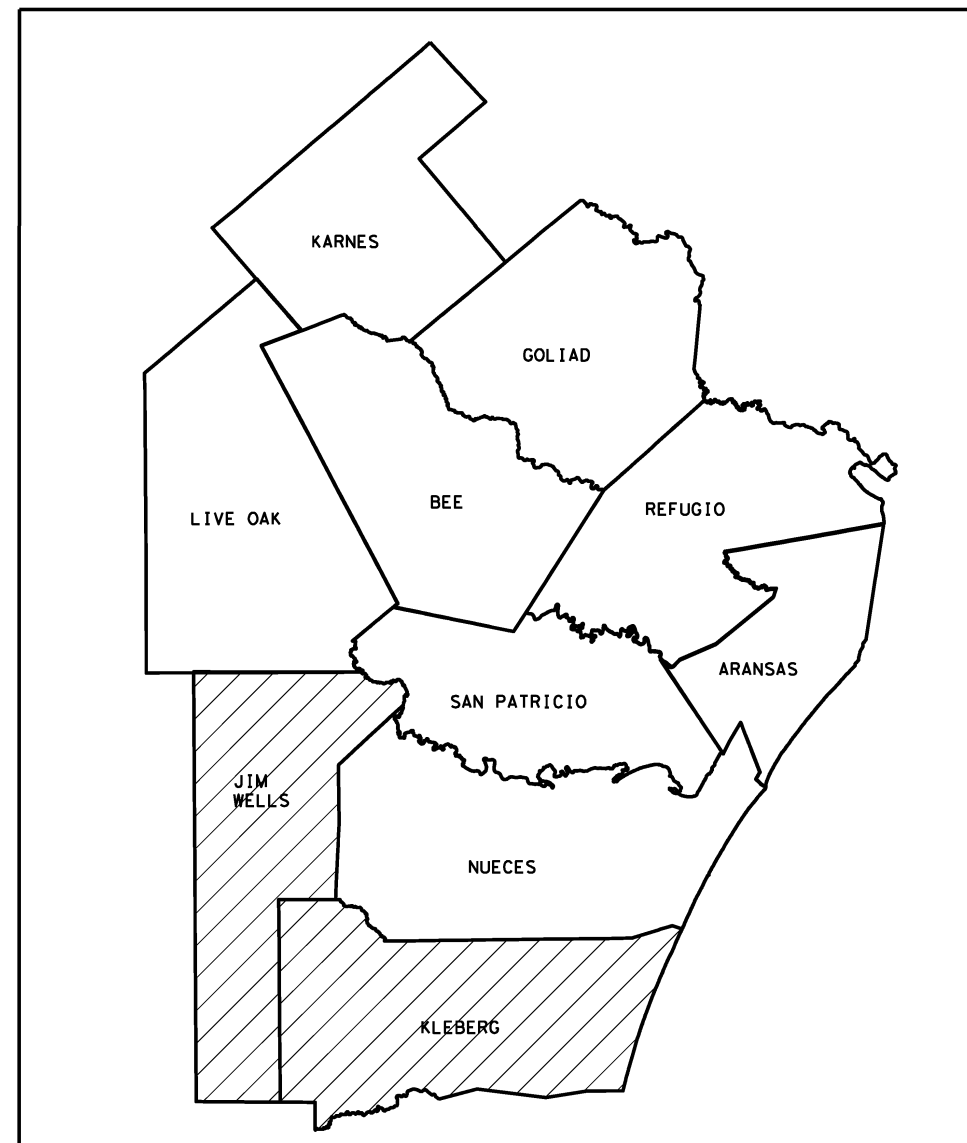 KARNES
GOLIAD
BEE
REFUGIO
LIVE OAK
ARANSAS
SAN PATRICIO
JIM
WELLS
NUECES
KLEBERG